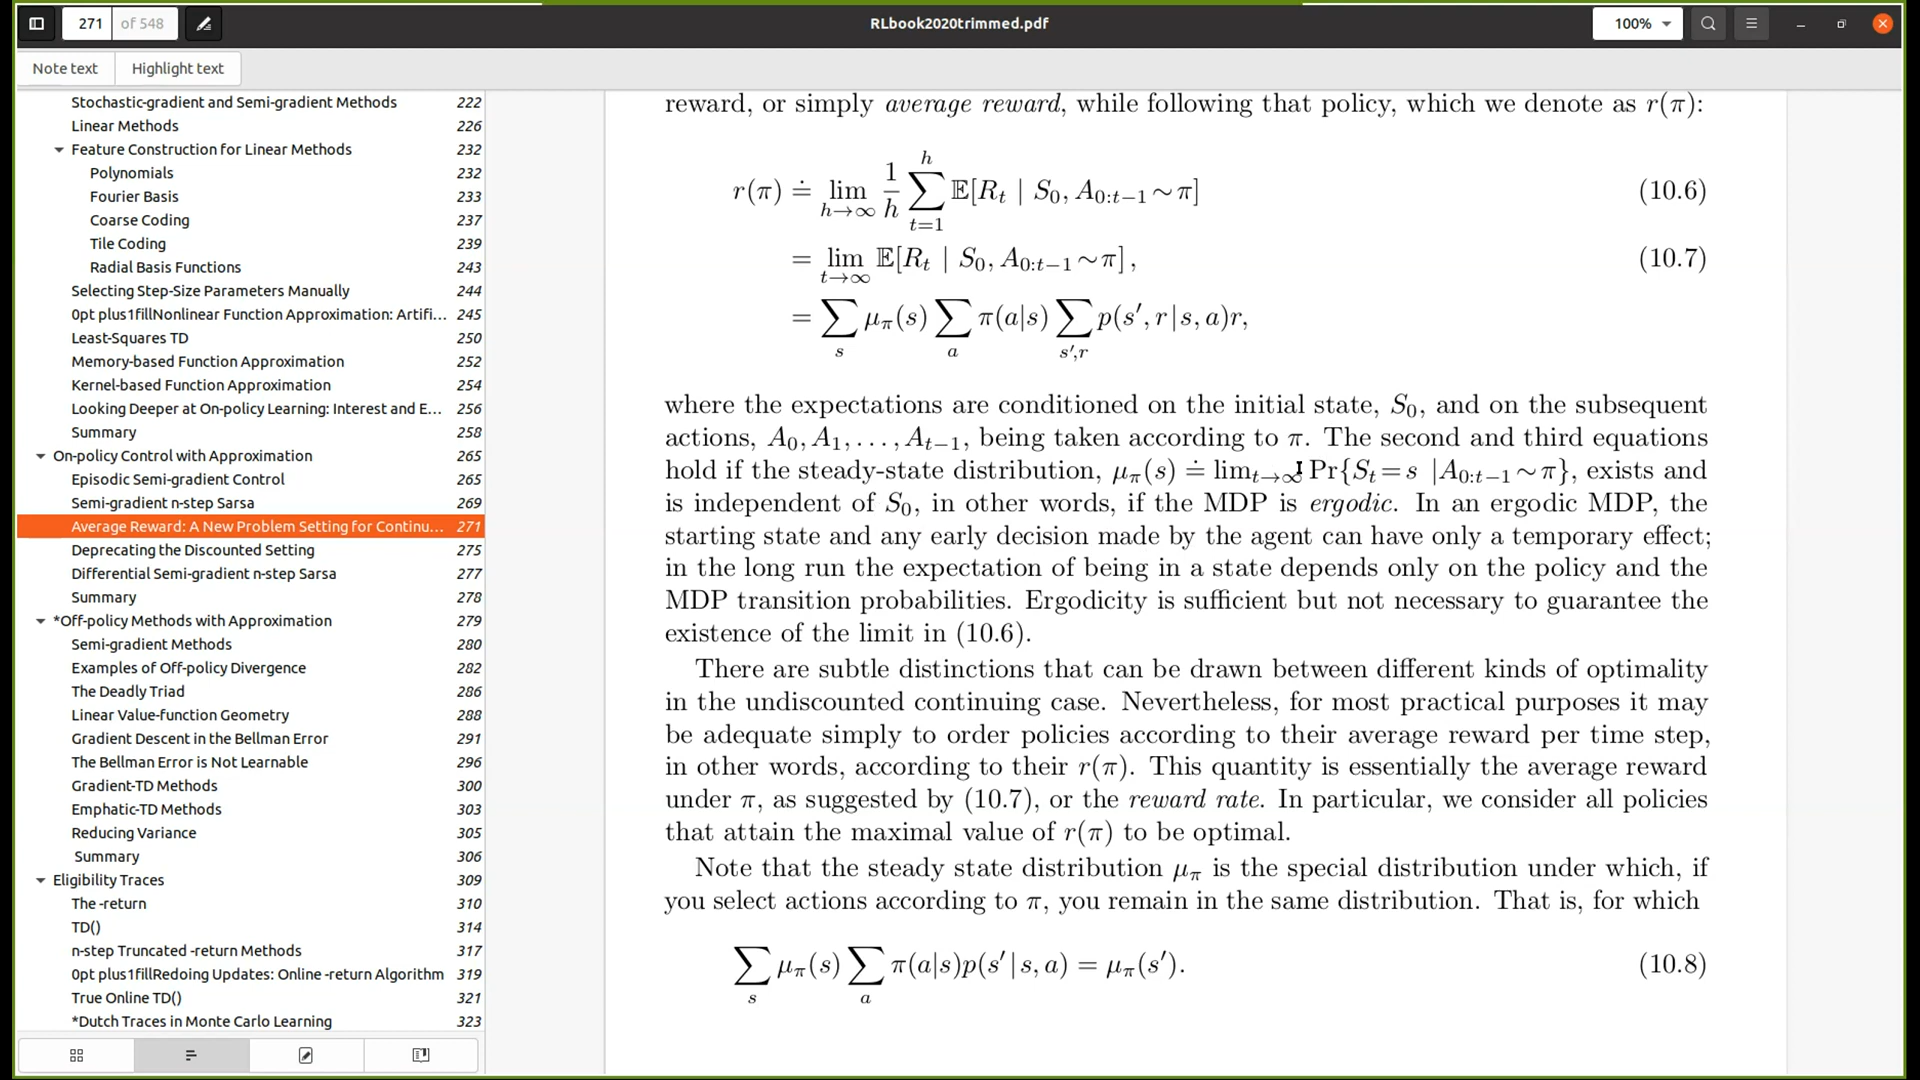 271 of 548
RLbook2020trimmed.pdf
100%
Note text Highlight text
Stochastic-gradient and Semi-gradient Methods 222
Linear Methods 226
Feature Construction for Linear Methods 232
Polynomials 232
Fourier Basis 233
Coarse Coding 237
Tile Coding 239
Radial Basis Functions 243
Selecting Step-Size Parameters Manually 244
0pt plus1fillNonlinear Function Approximation: Artifi... 245
Least-Squares TD 250
Memory-based Function Approximation 252
Kernel-based Function Approximation 254
Looking Deeper at On-policy Learning: Interest and E... 256
Summary 258
On-policy Control with Approximation 265
Episodic Semi-gradient Control 265
Semi-gradient n-step Sarsa 269
Average Reward: A New Problem Setting for Continu... 271
Deprecating the Discounted Setting 275
Differential Semi-gradient n-step Sarsa 277
Summary 278
*Off-policy Methods with Approximation 279
Semi-gradient Methods 280
Examples of Off-policy Divergence 282
The Deadly Triad 286
Linear Value-function Geometry 288
Gradient Descent in the Bellman Error 291
The Bellman Error is Not Learnable 296
Gradient-TD Methods 300
Emphatic-TD Methods 303
Reducing Variance 305
Summary 306
Eligibility Traces 309
The -return 310
TD() 314
n-step Truncated -return Methods 317
0pt plus1fillRedoing Updates: Online -return Algorithm 319
True Online TD() 321
*Dutch Traces in Monte Carlo Learning 323
reward, or simply average reward, while following that policy, which we denote as r(π):
r(π) ≐ lim_{h→∞} 1/h ∑_{t=1}^{h} 𝔼[R_t | S_0, A_{0:t−1} ∼ π] (10.6)
= lim_{t→∞} 𝔼[R_t | S_0, A_{0:t−1} ∼ π], (10.7)
= ∑_s μ_π(s) ∑_a π(a|s) ∑_{s′,r} p(s′, r|s, a)r,
where the expectations are conditioned on the initial state, S_0, and on the subsequent
actions, A_0, A_1, . . . , A_{t−1}, being taken according to π. The second and third equations
hold if the steady-state distribution, μ_π(s) ≐ lim_{t→∞} Pr{S_t=s |A_{0:t−1} ∼ π}, exists and
is independent of S_0, in other words, if the MDP is ergodic. In an ergodic MDP, the
starting state and any early decision made by the agent can have only a temporary effect;
in the long run the expectation of being in a state depends only on the policy and the
MDP transition probabilities. Ergodicity is sufficient but not necessary to guarantee the
existence of the limit in (10.6).
There are subtle distinctions that can be drawn between different kinds of optimality
in the undiscounted continuing case. Nevertheless, for most practical purposes it may
be adequate simply to order policies according to their average reward per time step,
in other words, according to their r(π). This quantity is essentially the average reward
under π, as suggested by (10.7), or the reward rate. In particular, we consider all policies
that attain the maximal value of r(π) to be optimal.
Note that the steady state distribution μ_π is the special distribution under which, if
you select actions according to π, you remain in the same distribution. That is, for which
∑_s μ_π(s) ∑_a π(a|s)p(s′|s, a) = μ_π(s′). (10.8)